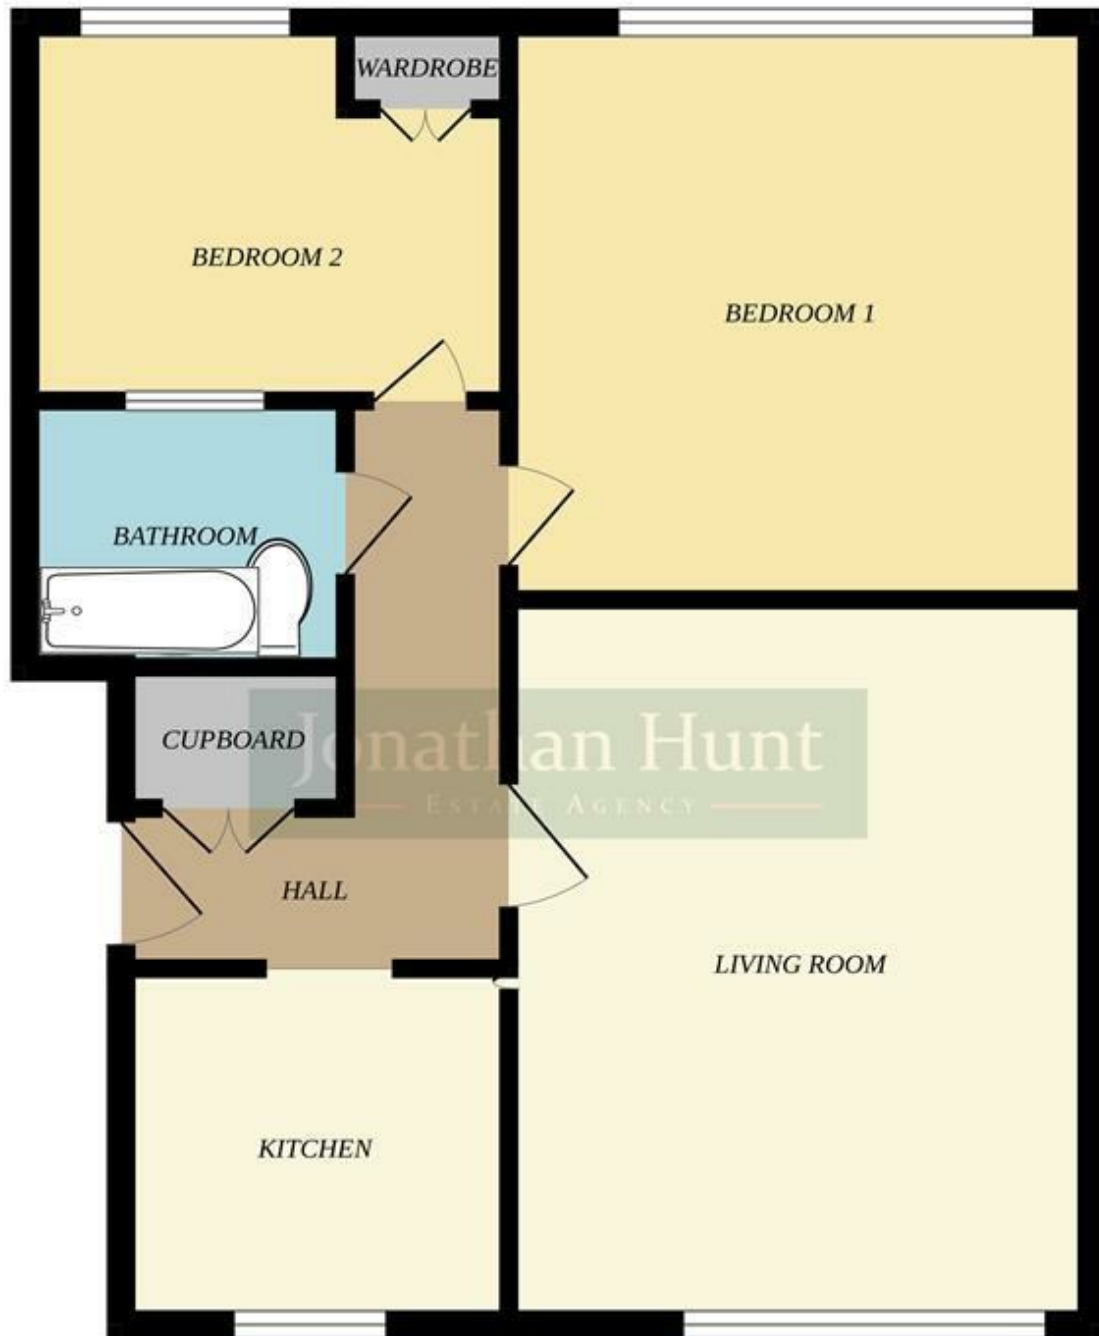 WARDROBE
BEDROOM 2
BEDROOM 1
BATHROOM
CUPBOARD
Jonathan Hunt
ESTATE AGENCY
HALL
LIVING ROOM
KITCHEN